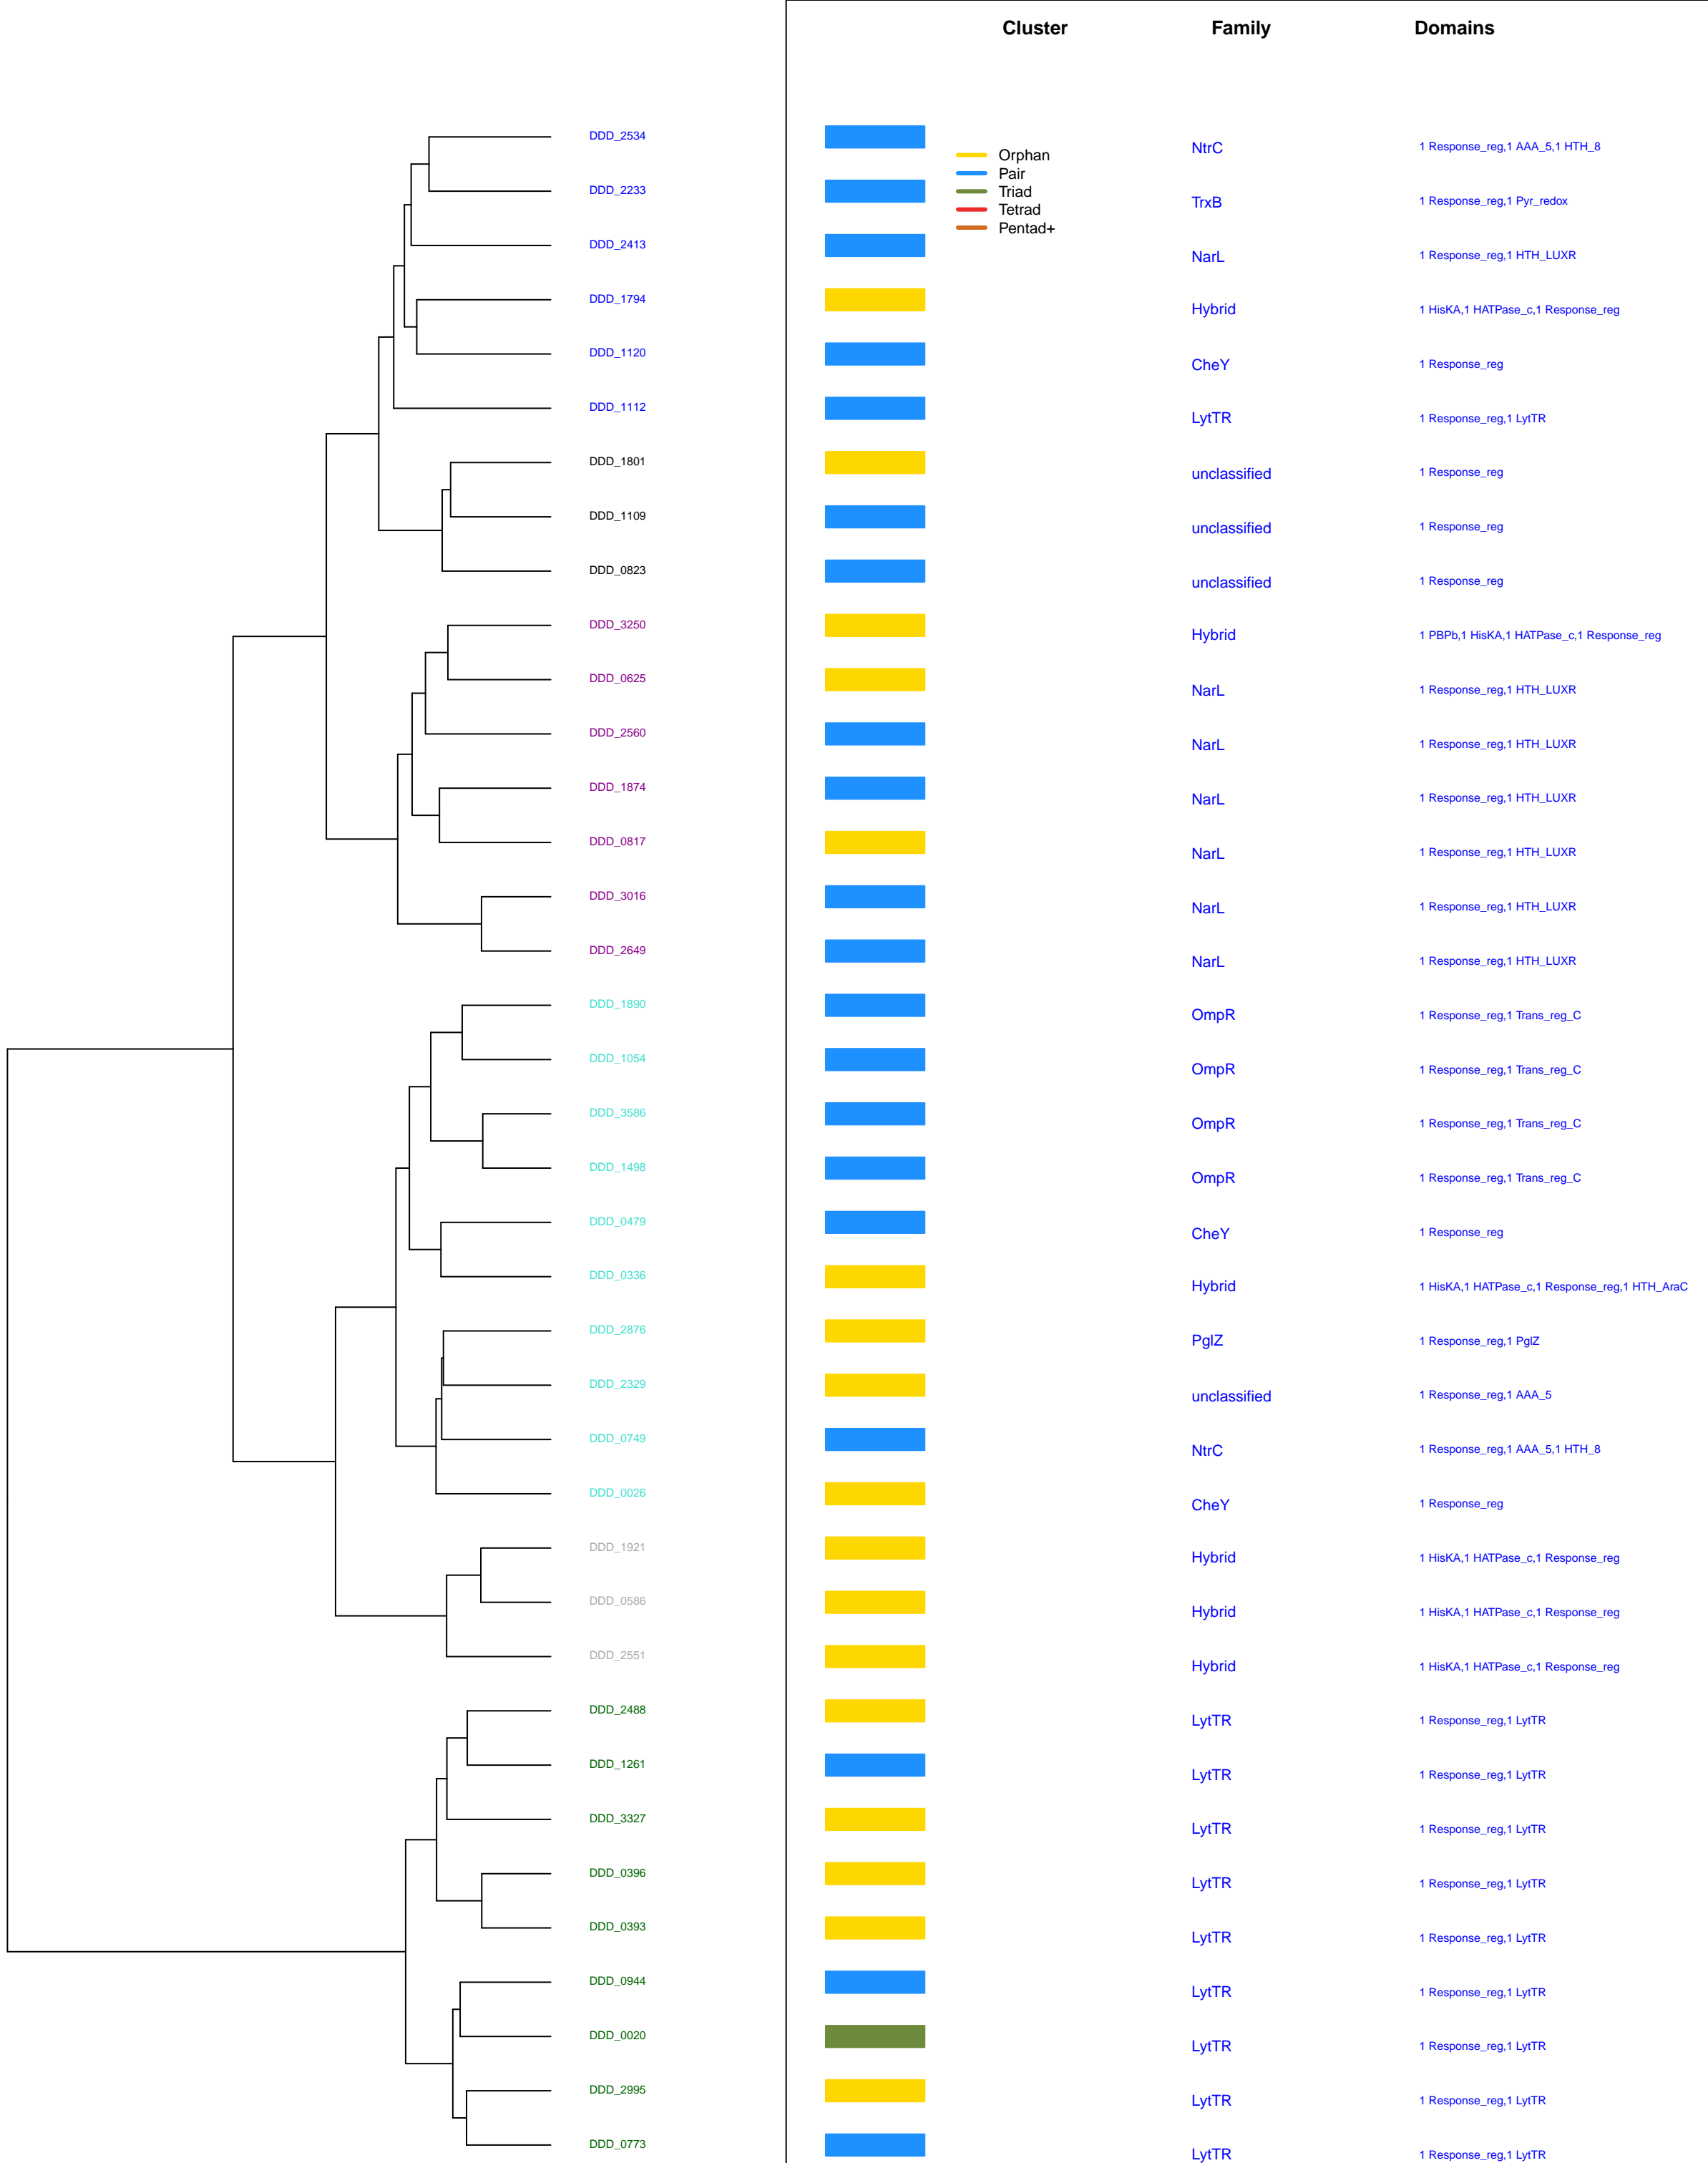 Cluster Family Domains
DDD_2534 NtrC 1 Response_reg,1 AAA_5,1 HTH_8
Orphan
Pair
Triad
Tetrad
Pentad+
DDD_2233 TrxB 1 Response_reg,1 Pyr_redox
DDD_2413 NarL 1 Response_reg,1 HTH_LUXR
DDD_1794 Hybrid 1 HisKA,1 HATPase_c,1 Response_reg
DDD_1120 CheY 1 Response_reg
DDD_1112 LytTR 1 Response_reg,1 LytTR
DDD_1801 unclassified 1 Response_reg
DDD_1109 unclassified 1 Response_reg
DDD_0823 unclassified 1 Response_reg
DDD_3250 Hybrid 1 PBPb,1 HisKA,1 HATPase_c,1 Response_reg
DDD_0625 NarL 1 Response_reg,1 HTH_LUXR
DDD_2560 NarL 1 Response_reg,1 HTH_LUXR
DDD_1874 NarL 1 Response_reg,1 HTH_LUXR
DDD_0817 NarL 1 Response_reg,1 HTH_LUXR
DDD_3016 NarL 1 Response_reg,1 HTH_LUXR
DDD_2649 NarL 1 Response_reg,1 HTH_LUXR
DDD_1890 OmpR 1 Response_reg,1 Trans_reg_C
DDD_1054 OmpR 1 Response_reg,1 Trans_reg_C
DDD_3586 OmpR 1 Response_reg,1 Trans_reg_C
DDD_1498 OmpR 1 Response_reg,1 Trans_reg_C
DDD_0479 CheY 1 Response_reg
DDD_0336 Hybrid 1 HisKA,1 HATPase_c,1 Response_reg,1 HTH_AraC
DDD_2876 PglZ 1 Response_reg,1 PglZ
DDD_2329 unclassified 1 Response_reg,1 AAA_5
DDD_0749 NtrC 1 Response_reg,1 AAA_5,1 HTH_8
DDD_0026 CheY 1 Response_reg
DDD_1921 Hybrid 1 HisKA,1 HATPase_c,1 Response_reg
DDD_0586 Hybrid 1 HisKA,1 HATPase_c,1 Response_reg
DDD_2551 Hybrid 1 HisKA,1 HATPase_c,1 Response_reg
DDD_2488 LytTR 1 Response_reg,1 LytTR
DDD_1261 LytTR 1 Response_reg,1 LytTR
DDD_3327 LytTR 1 Response_reg,1 LytTR
DDD_0396 LytTR 1 Response_reg,1 LytTR
DDD_0393 LytTR 1 Response_reg,1 LytTR
DDD_0944 LytTR 1 Response_reg,1 LytTR
DDD_0020 LytTR 1 Response_reg,1 LytTR
DDD_2995 LytTR 1 Response_reg,1 LytTR
DDD_0773 LytTR 1 Response_reg,1 LytTR